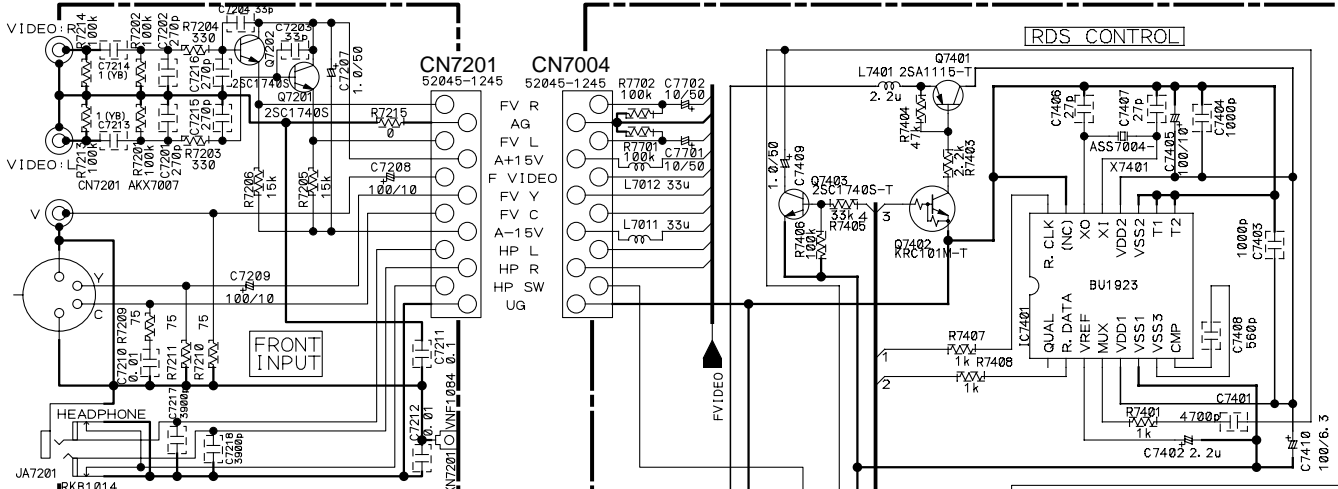 VIDEO:R
R7214
100k
C7214
1 (YB)
R7202
100k
C7202
270p
R7204
330
C7216
270p
C7204 33p
Q7202
2SC1740S
C7203
33p
Q7201
2SC1740S
C7207
1.0/50
1 (YB)
C7213
C7215
270p
VIDEO:L
R7213
100k
R7201
100k
C7201
270p
R7203
330
CN7201 AKX7007
R7215
0
R7206
15k
R7205
15k
C7208
100/10
V
Y
C
C7209
100/10
R7209
75
C7210
0.01
R7211
75
R7210
75
FRONT
INPUT
C7211
0.1
C7217
3900p
C7218
3900p
C7212
0.01
KN7201
VNF1084
HEADPHONE
JA7201
RKB1014
CN7201
52045-1245
CN7004
52045-1245
FV R
AG
FV L
A+15V
F VIDEO
FV Y
FV C
A-15V
HP L
HP R
HP SW
UG
R7702
100k
C7702
10/50
R7701
100k
C7701
10/50
L7012 33u
L7011 33u
FVIDEO
RDS CONTROL
L7401
2.2u
Q7401
2SA1115-T
R7404
47k
2.2k
R7403
1.0/50
C7409
Q7403
2SC1740S-T
33k
R7405
R7406
100k
4
3
Q7402
KRC101M-T
C7406
27p
C7407
27p
ASS7004-
X7401
C7405
100/10
C7404
1000p
1000p
C7403
R. CLK
(NC)
XO
XI
VDD2
VSS2
T1
T2
BU1923
IC7401
QUAL
R. DATA
VREF
MUX
VDD1
VSS1
VSS3
CMP
C7408
560p
R7407
1k
R7408
1k
1
2
R7401
1k
C7401
4700p
C7402 2.2u
C7410
100/6.3